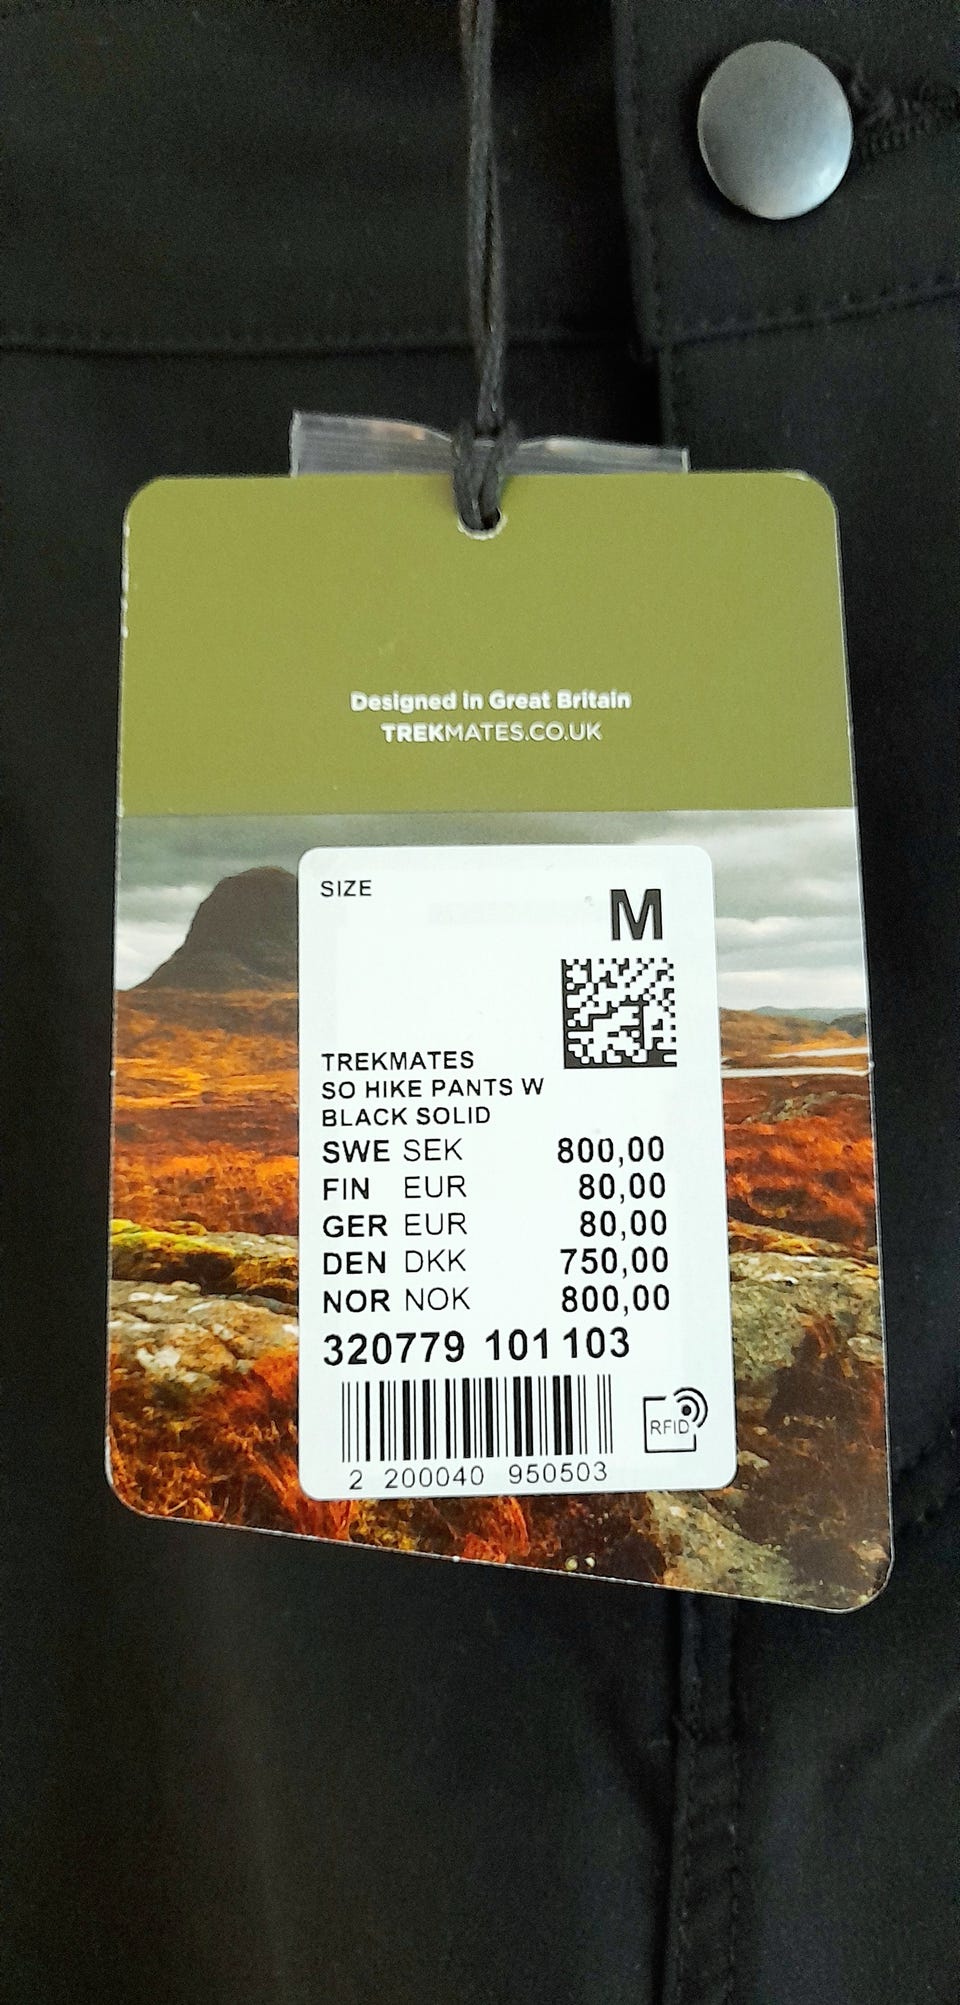 Designed in Great Britain
TREKMATES.CO.UK
SIZE
M
TREKMATES
SO HIKE PANTS W
BLACK SOLID
SWE SEK 800,00
FIN EUR 80,00
GER EUR 80,00
DEN DKK 750,00
NOR NOK 800,00
320779 101 103
RFID
2 200040 950503